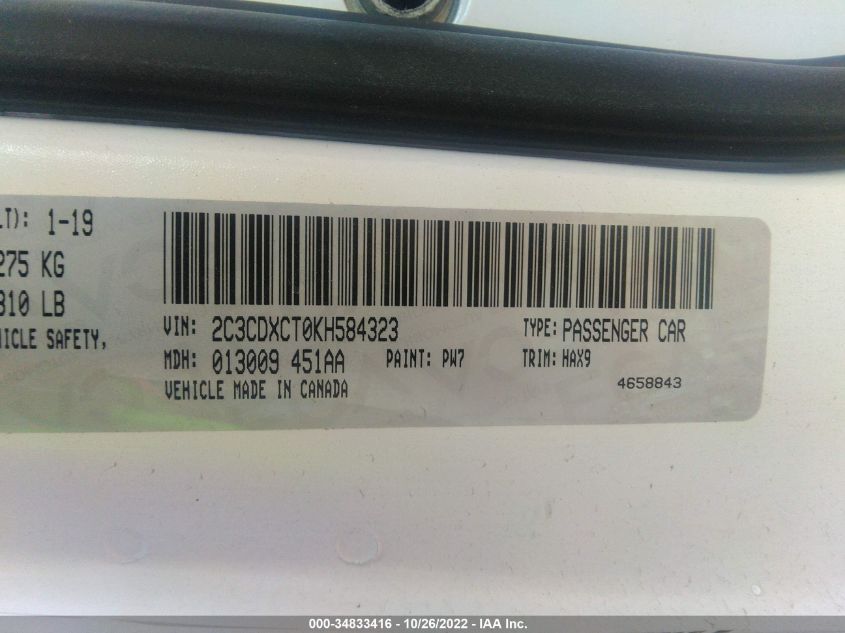 LT): 1-19
275 KG
310 LB
HICLE SAFETY,
VIN: 2C3CDXCT0KH584323
TYPE: PASSENGER CAR
MDH: 013009 451AA
PAINT: PW7
TRIM: HAX9
VEHICLE MADE IN CANADA
4658843
000-34833416 - 10/26/2022 - IAA Inc.